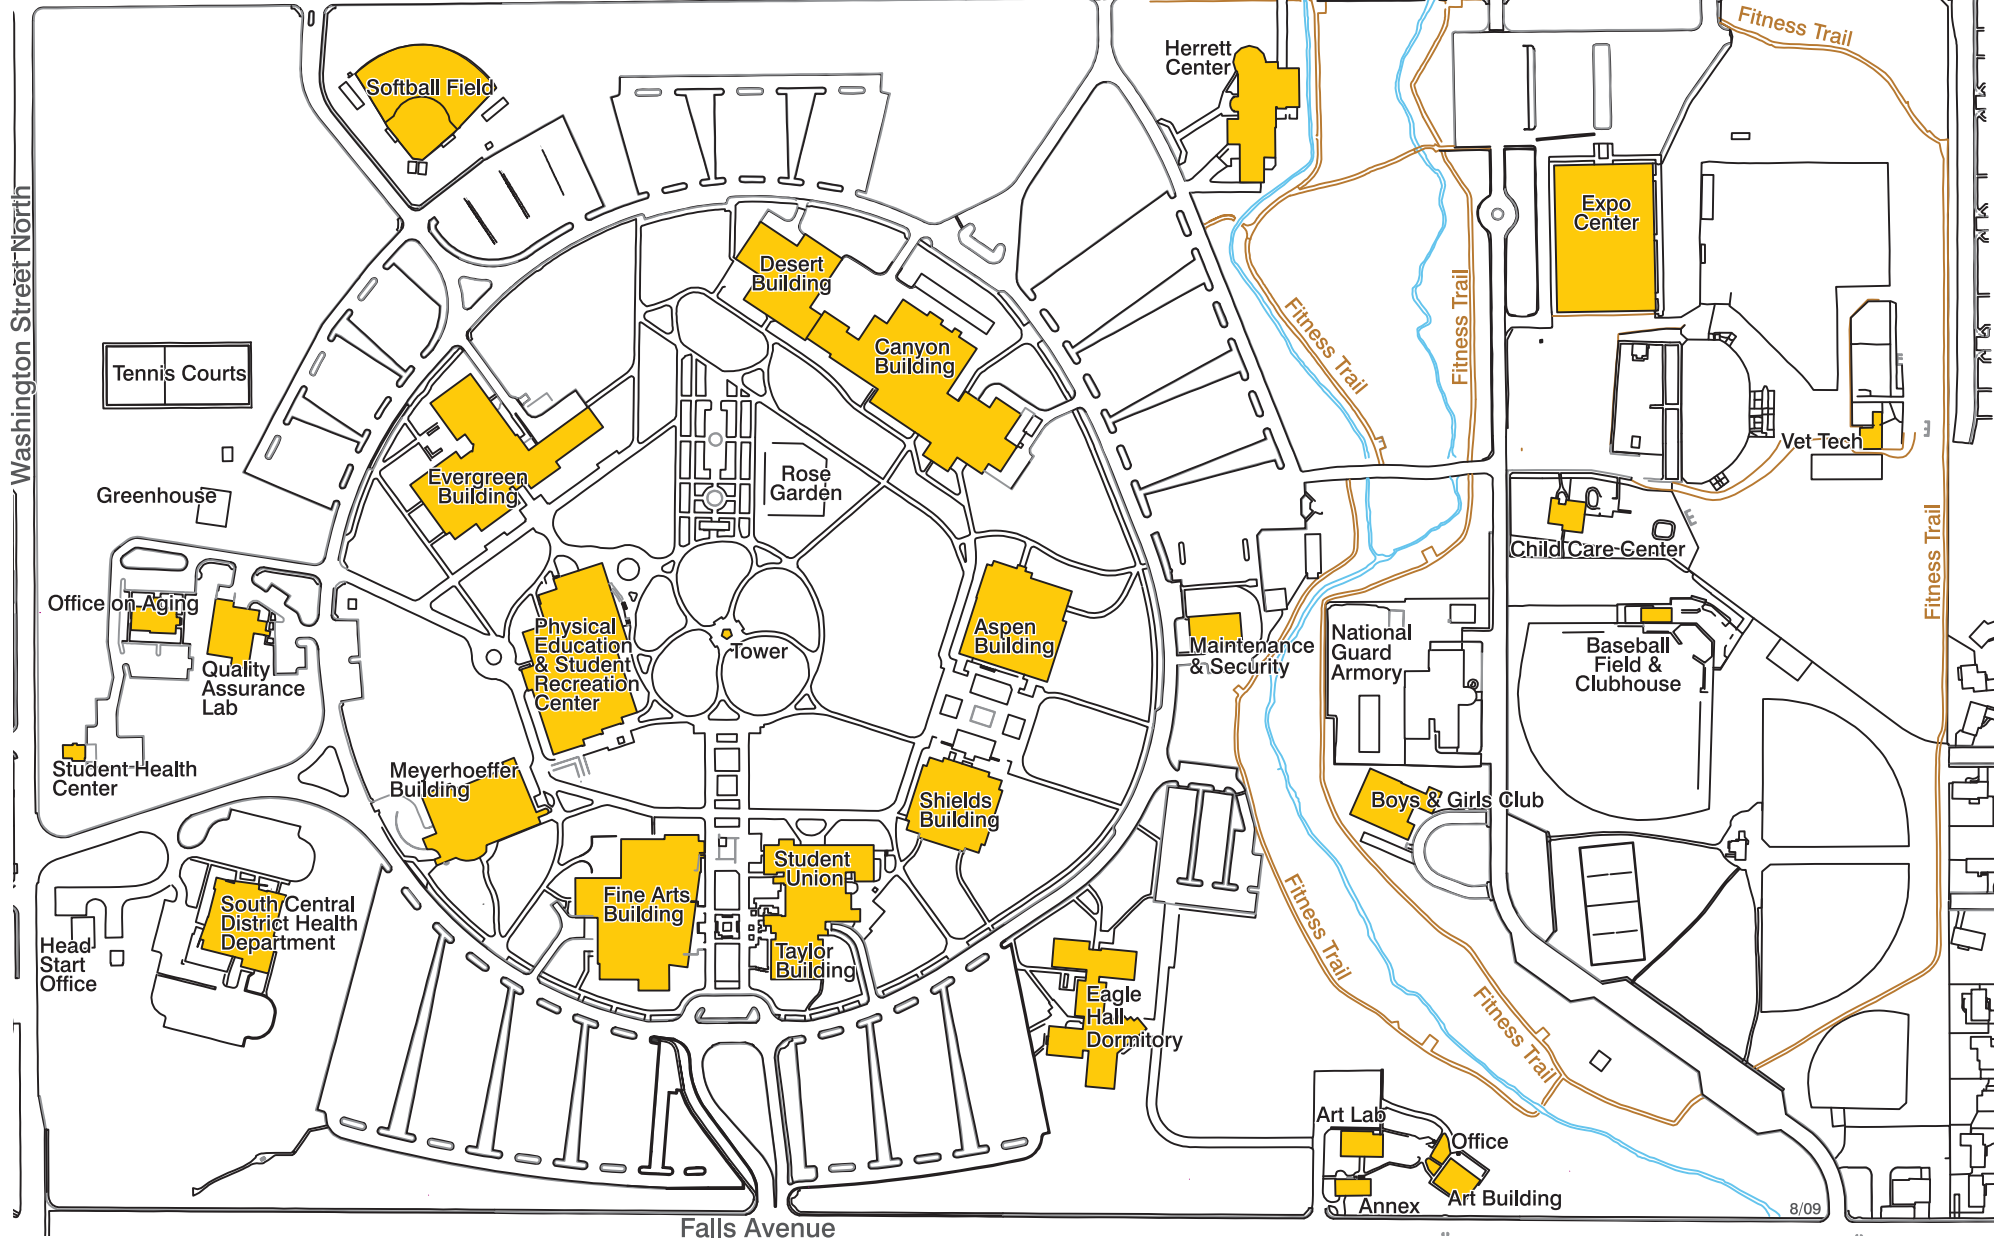 Fitness Trail
Herrett
Center
Softball Field
Washington Street North
Expo
Center
Desert
Building
Fitness Trail
Fitness Trail
Canyon
Building
Tennis Courts
Vet Tech
Rose
Garden
Evergreen
Building
Greenhouse
Fitness Trail
Child Care Center
Office on Aging
Physical
Education
& Student
Recreation
Center
Tower
Aspen
Building
Maintenance
& Security
National
Guard
Armory
Baseball
Field &
Clubhouse
Quality
Assurance
Lab
Student Health
Center
Meyerhoeffer
Building
Shields
Building
Boys & Girls Club
Student
Union
Fine Arts
Building
South Central
District Health
Department
Head
Start
Office
Taylor
Building
Fitness Trail
Eagle
Hall
Dormitory
Fitness Trail
Art Lab
Office
Art Building
Annex
8/09
Falls Avenue